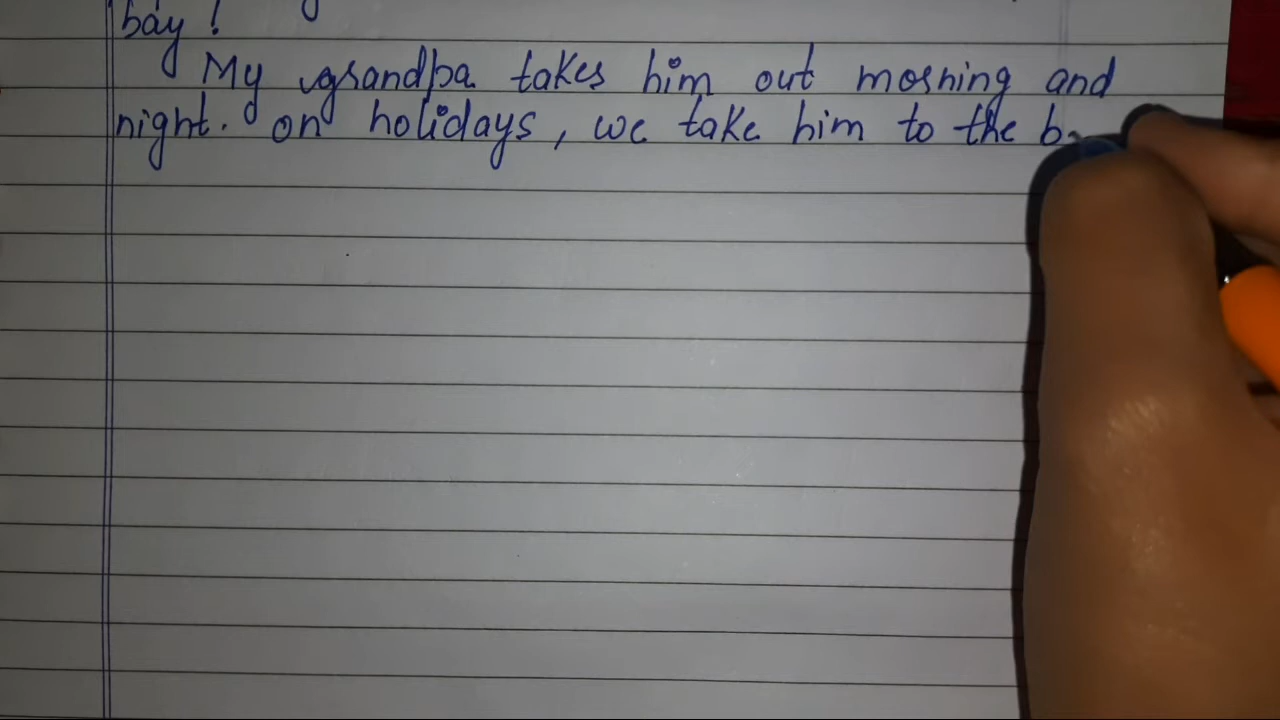 bay !
My grandpa takes him out morning and
night. on holidays, we take him to the